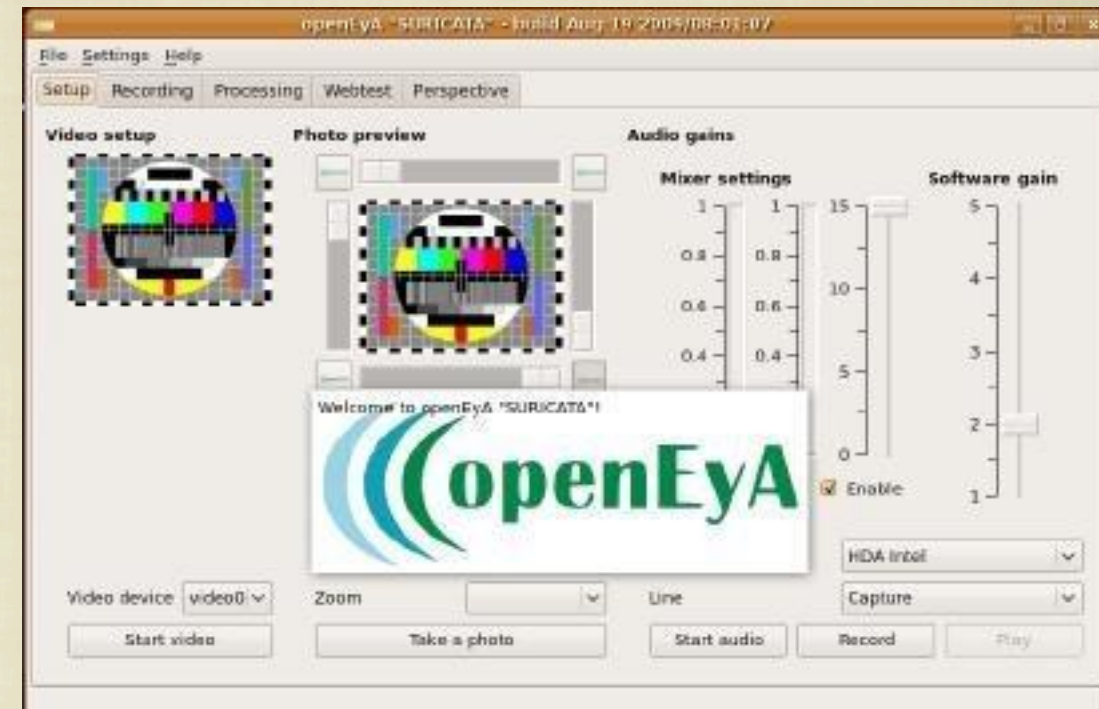 openEyA "SURICATA" - build Aug 19 2009/08:01:07
File Settings Help
Setup Recording Processing Webtest Perspective
Video setup
Photo preview
Audio gains
Mixer settings
Software gain
1
0.8
0.6
0.4
1
0.8
0.6
0.4
15
10
5
0
5
4
3
2
1
Welcome to openEyA "SURICATA"!
openEyA
Enable
HDA Intel
Video device video0
Zoom
Line
Capture
Start video
Take a photo
Start audio
Record
Play